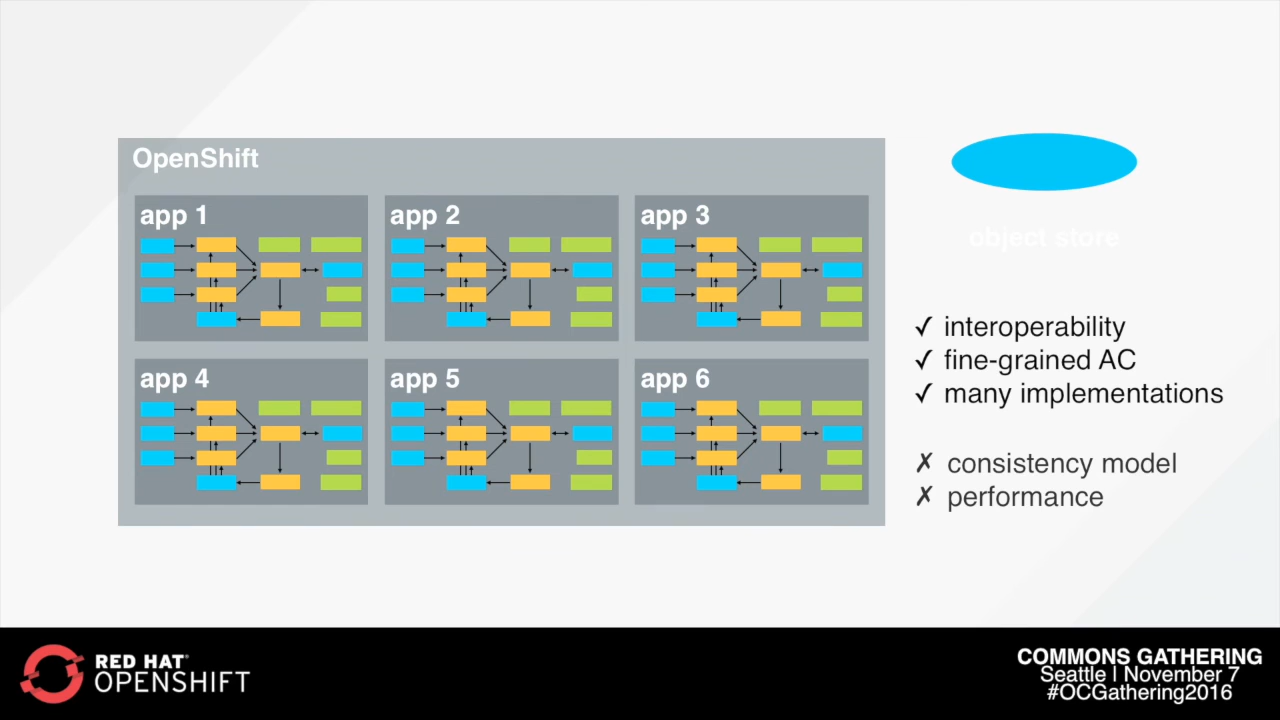 OpenShift
app 1
app 2
app 3
app 4
app 5
app 6
object store
✓ interoperability
✓ fine-grained AC
✓ many implementations
✗ consistency model
✗ performance
RED HAT®
OPENSHIFT
COMMONS GATHERING
Seattle | November 7
#OCGathering2016